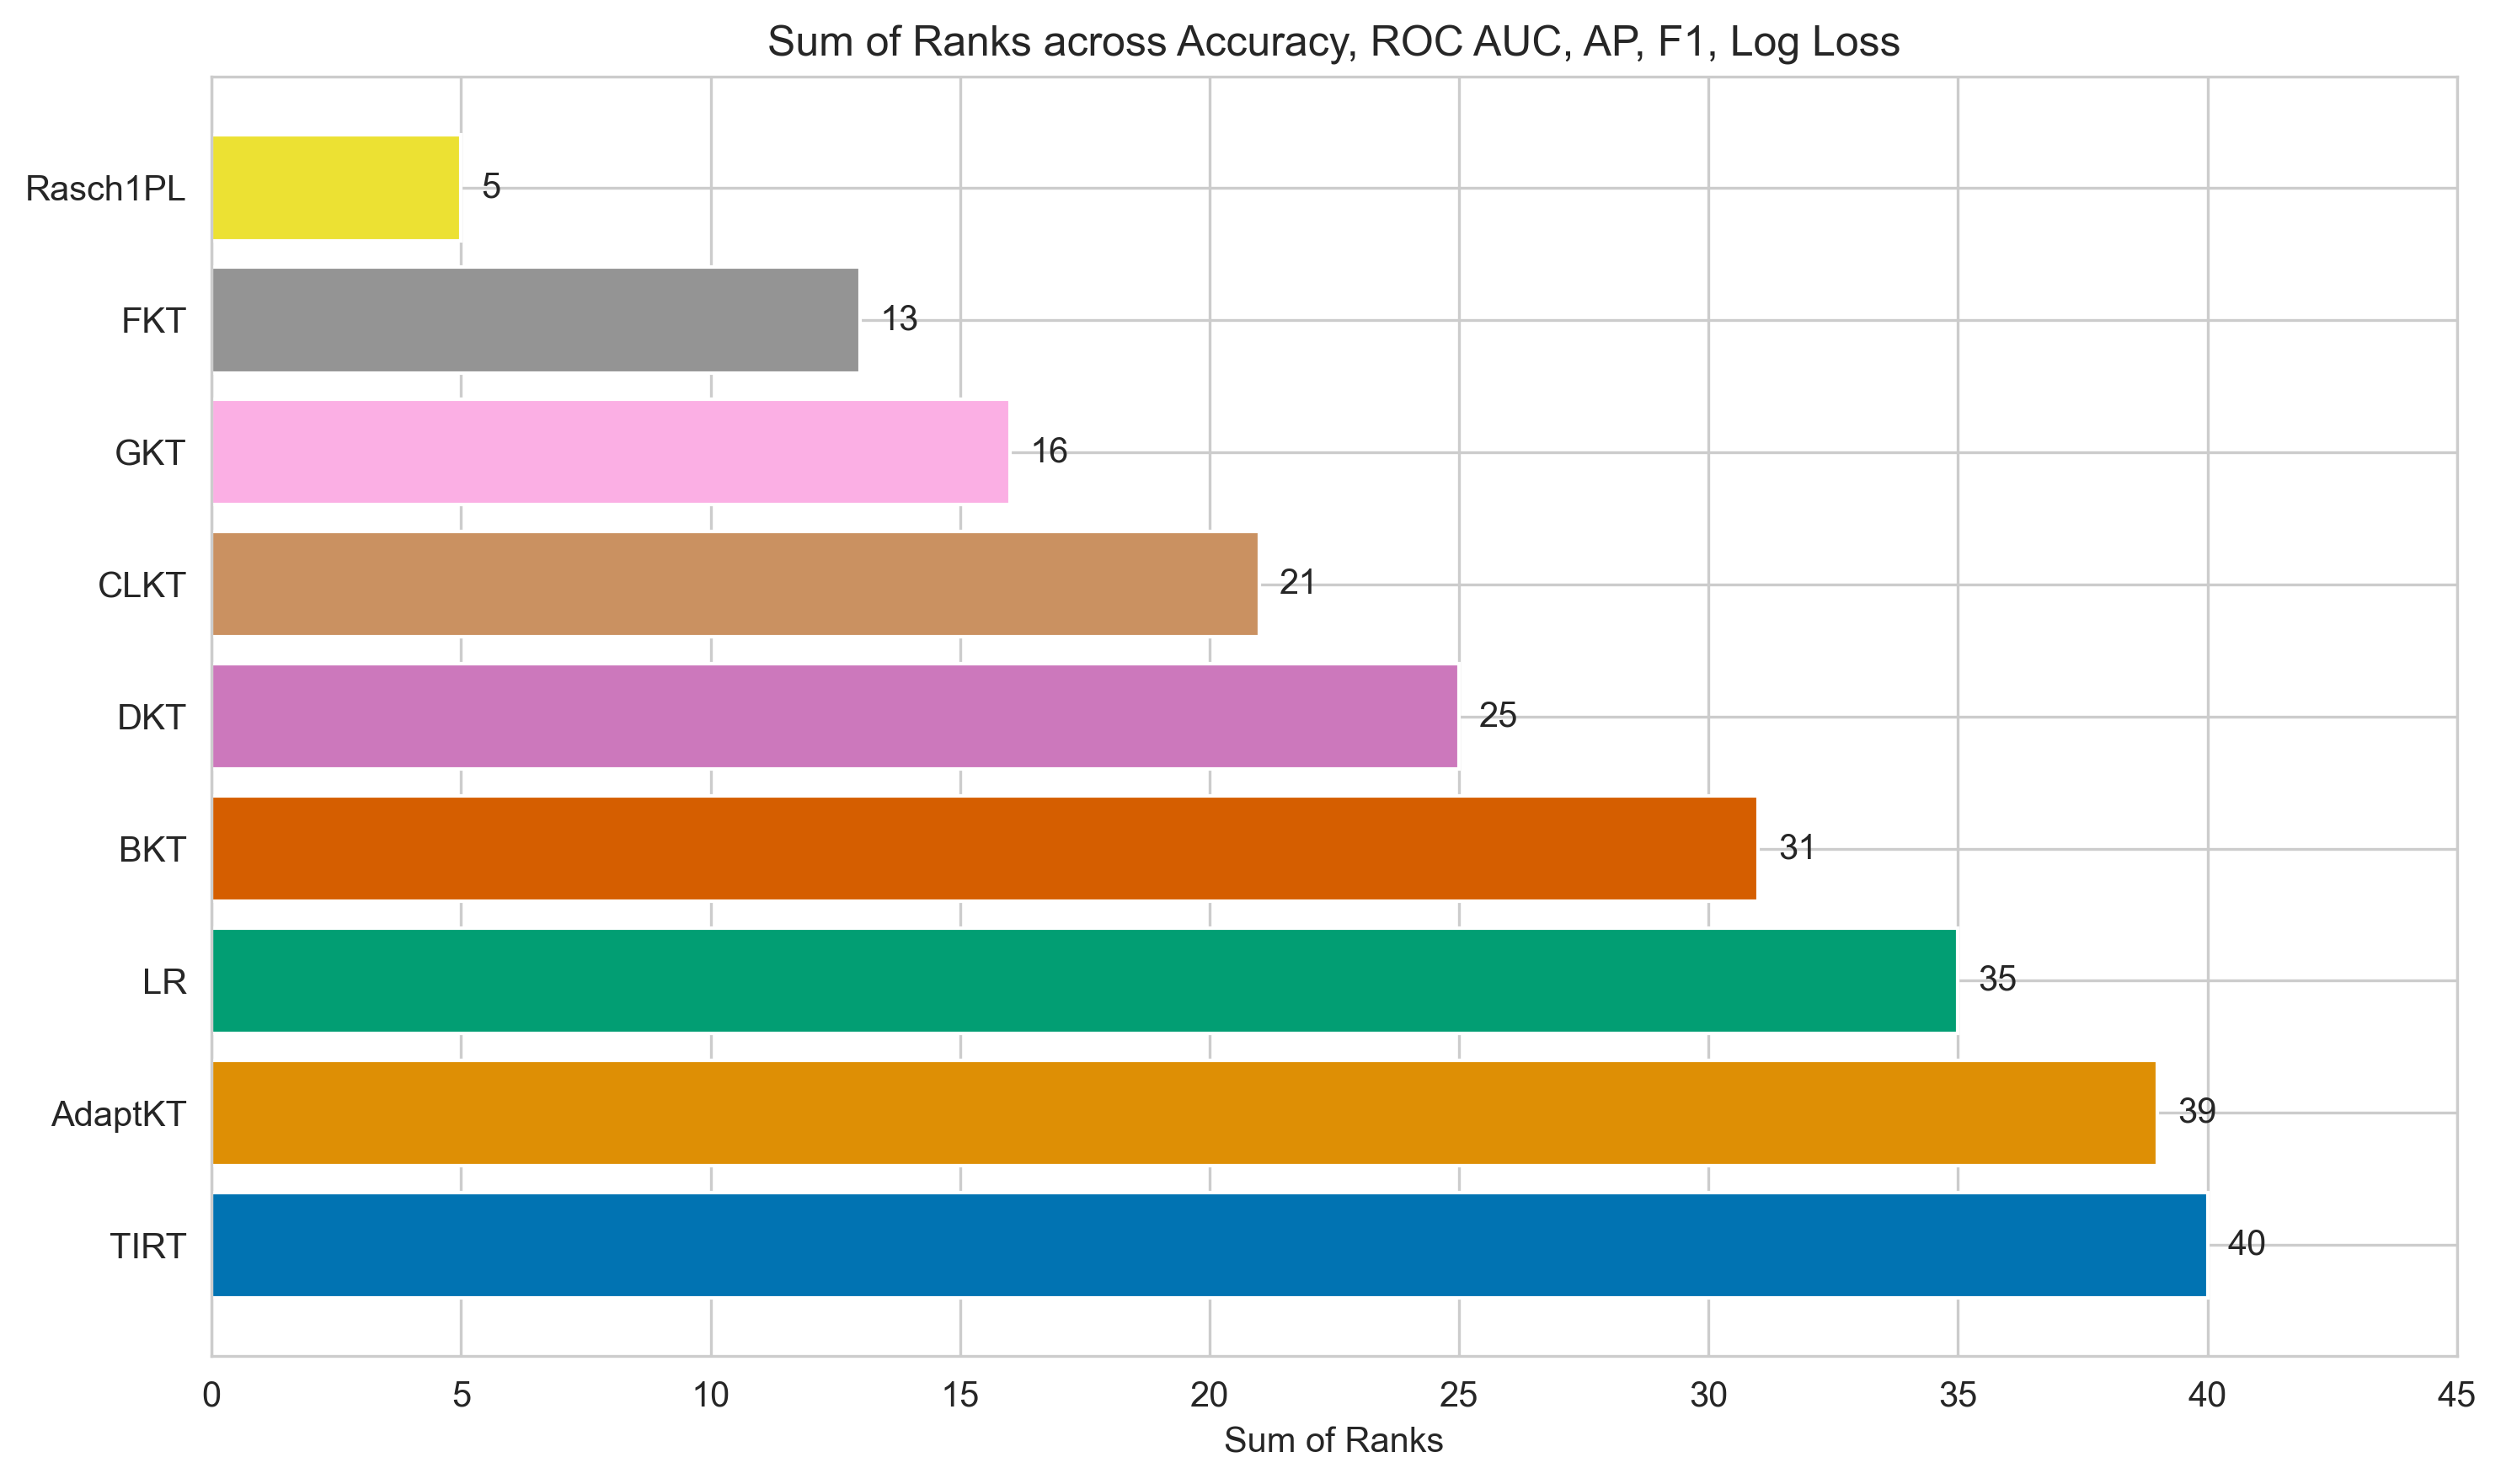 Sum of Ranks across Accuracy, ROC AUC, AP, F1, Log Loss
Rasch1PL 5
FKT 13
GKT 16
CLKT 21
DKT 25
BKT 31
LR 35
AdaptKT 39
TIRT 40
0 5 10 15 20 25 30 35 40 45
Sum of Ranks